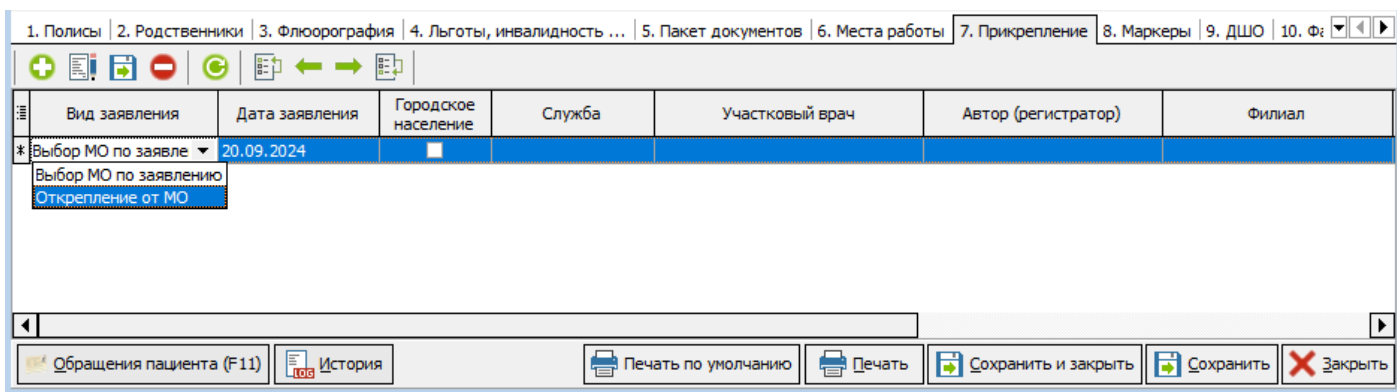 1. Полисы 2. Родственники 3. Флюорография 4. Льготы, инвалидность ... 5. Пакет документов 6. Места работы 7. Прикрепление 8. Маркеры 9. ДШО 10. Фа
Вид заявления Дата заявления Городское население Служба Участковый врач Автор (регистратор) Филиал
* Выбор МО по заявле 20.09.2024
Выбор МО по заявлению
Открепление от МО
Обращения пациента (F11) LOG История Печать по умолчанию Печать Сохранить и закрыть Сохранить Закрыть